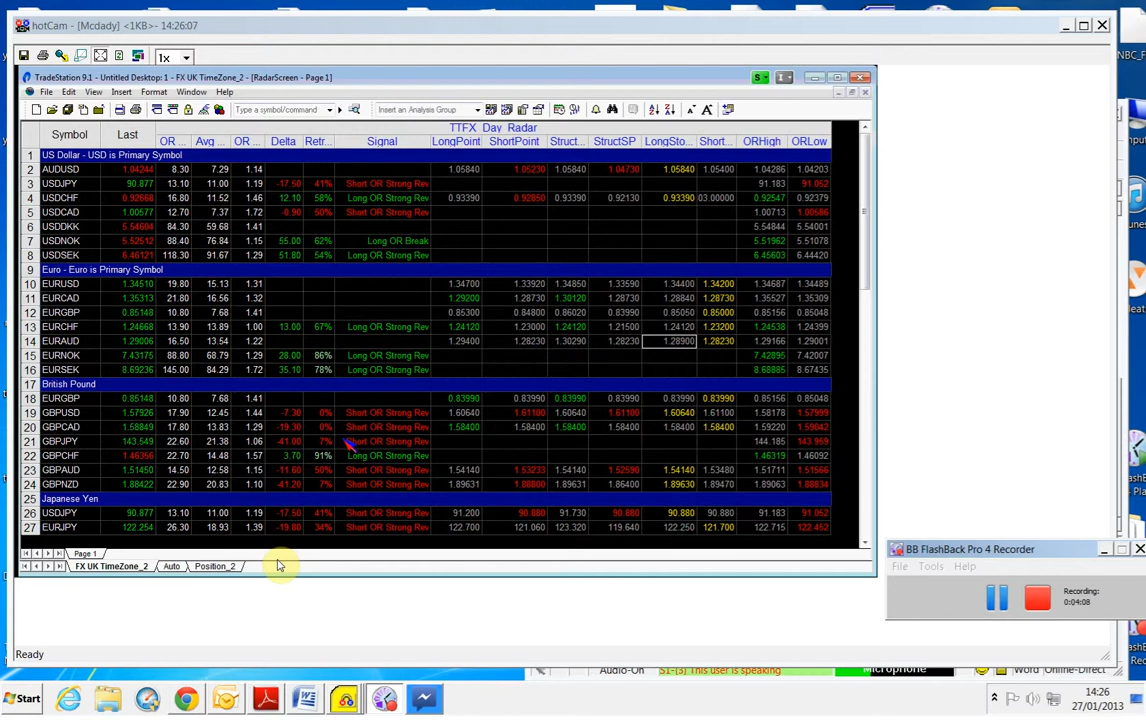 hotCam - [Mcdady] <1KB> - 14:26:07
1x
TradeStation 9.1 - Untitled Desktop: 1 - FX UK TimeZone_2 - [RadarScreen - Page 1]
File Edit View Insert Format Window Help
Type a symbol/command Insert an Analysis Group
TTFX Day Radar
Symbol Last OR ... Avg ... OR ... Delta Retr... Signal LongPoint ShortPoint Struct... StructSP LongSto... Short... ORHigh ORLow
1 US Dollar - USD is Primary Symbol
2 AUDUSD 1.04244 8.30 7.29 1.14 1.05840 1.05230 1.05840 1.04730 1.05840 1.05400 1.04286 1.04203
3 USDJPY 90.877 13.10 11.00 1.19 -17.50 41% Short OR Strong Rev 91.183 91.052
4 USDCHF 0.92668 16.80 11.52 1.46 12.10 58% Long OR Strong Rev 0.93390 0.92850 0.93390 0.92130 0.93390 03.00000 0.92547 0.92379
5 USDCAD 1.00577 12.70 7.37 1.72 -0.90 50% Short OR Strong Rev 1.00713 1.00586
6 USDDKK 5.54604 84.30 59.68 1.41 5.54844 5.54001
7 USDNOK 5.52512 88.40 76.84 1.15 55.00 62% Long OR Break 5.51962 5.51078
8 USDSEK 6.46121 118.30 91.67 1.29 51.80 54% Long OR Strong Rev 6.45603 6.44420
9 Euro - Euro is Primary Symbol
10 EURUSD 1.34510 19.80 15.13 1.31 1.34700 1.33920 1.34850 1.33590 1.34400 1.34200 1.34687 1.34489
11 EURCAD 1.35313 21.80 16.56 1.32 1.29200 1.28730 1.30120 1.28230 1.28840 1.28730 1.35527 1.35309
12 EURGBP 0.85148 10.80 7.68 1.41 0.85300 0.84800 0.86020 0.83990 0.85050 0.85000 0.85156 0.85048
13 EURCHF 1.24668 13.90 13.89 1.00 13.00 67% Long OR Strong Rev 1.24120 1.23000 1.24120 1.21500 1.24120 1.23200 1.24538 1.24399
14 EURAUD 1.29006 16.50 13.54 1.22 1.29400 1.28230 1.30290 1.28230 1.28900 1.28230 1.29166 1.29001
15 EURNOK 7.43175 88.80 68.79 1.29 28.00 86% Long OR Strong Rev 7.42895 7.42007
16 EURSEK 8.69236 145.00 84.29 1.72 35.10 78% Long OR Strong Rev 8.68885 8.67435
17 British Pound
18 EURGBP 0.85148 10.80 7.68 1.41 0.83990 0.83990 0.83990 0.83990 0.83990 0.83990 0.85156 0.85048
19 GBPUSD 1.57926 17.90 12.45 1.44 -7.30 0% Short OR Strong Rev 1.60640 1.61100 1.60640 1.61100 1.60640 1.61100 1.58178 1.57999
20 GBPCAD 1.58849 17.80 13.83 1.29 -19.30 0% Short OR Strong Rev 1.58400 1.58400 1.58400 1.58400 1.58400 1.58400 1.59220 1.59042
21 GBPJPY 143.549 22.60 21.38 1.06 -41.00 7% Short OR Strong Rev 144.185 143.959
22 GBPCHF 1.46356 22.70 14.48 1.57 3.70 91% Long OR Strong Rev 1.46319 1.46092
23 GBPAUD 1.51450 14.50 12.58 1.15 -11.60 50% Short OR Strong Rev 1.54140 1.53233 1.54140 1.52590 1.54140 1.53480 1.51711 1.51566
24 GBPNZD 1.88422 22.90 20.83 1.10 -41.20 7% Short OR Strong Rev 1.89631 1.88800 1.89631 1.86400 1.89630 1.89470 1.89063 1.88834
25 Japanese Yen
26 USDJPY 90.877 13.10 11.00 1.19 -17.50 41% Short OR Strong Rev 91.200 90.880 91.730 90.880 90.880 90.880 91.183 91.052
27 EURJPY 122.254 26.30 18.93 1.39 -19.80 34% Short OR Strong Rev 122.700 121.060 123.320 119.640 122.250 121.700 122.715 122.452
Page 1
FX UK TimeZone_2 Auto Position_2
BB FlashBack Pro 4 Recorder
File Tools Help
Recording:
0:04:08
Ready
Audio-On S1-(3) This user is speaking Microphone Word Online-Direct
Start
14:26
27/01/2013